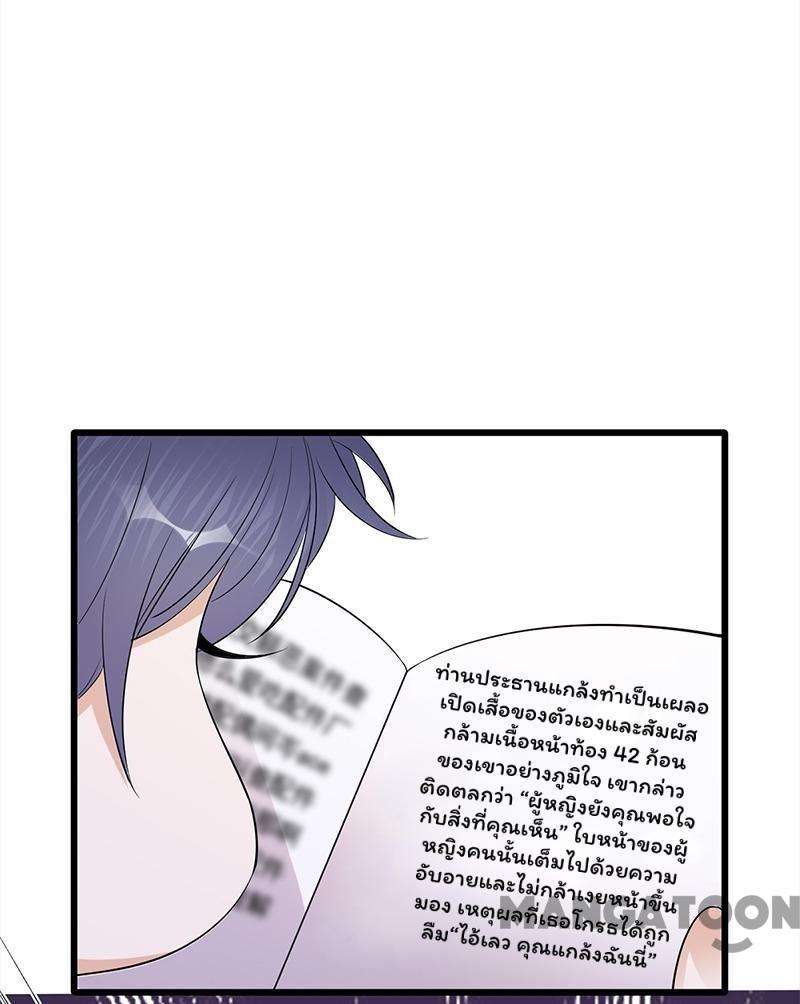 ท่านประธานแกล้งทำเป็นเผลอ
เปิดเสื้อของตัวเองและสัมผัส
กล้ามเนื้อหน้าท้อง 42 ก้อน
ของเขาอย่างภูมิใจ เขากล่าว
ติดตลกว่า “ผู้หญิงยังคุณพอใจ
กับสิ่งที่คุณเห็น” ใบหน้าของผู้
หญิงคนนั้นเต็มไปด้วยความ
อับอายและไม่กล้าเงยหน้าขึ้น
มอง เหตุผลที่เธอโกรธได้ถูก
ลืม“ไอ้เลว คุณแกล้งฉันนี่”
MANGATOON